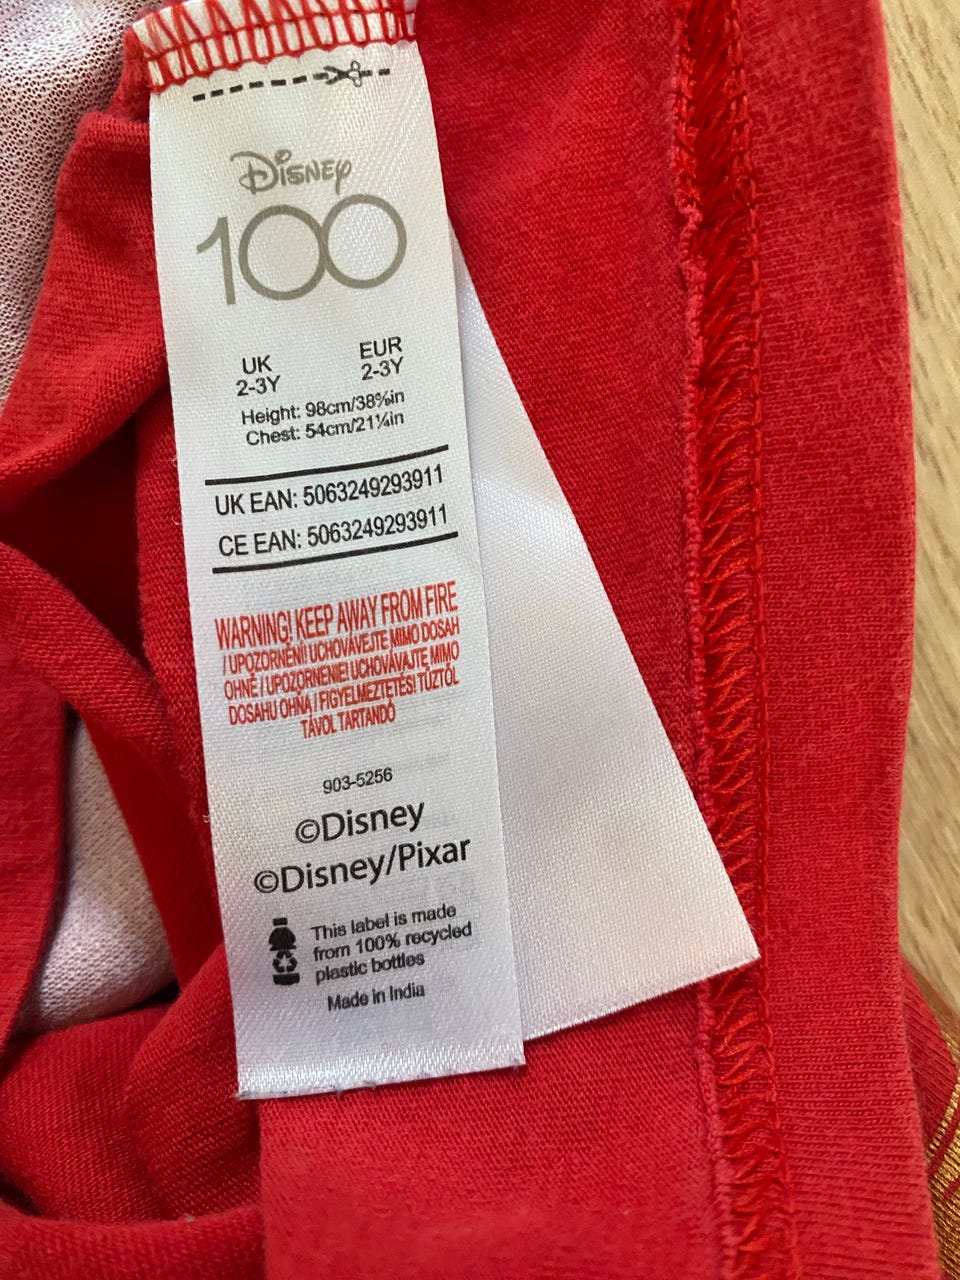 Disney
100
UK EUR
2-3Y 2-3Y
Height: 98cm/38⅝in
Chest: 54cm/21¼in
UK EAN: 5063249293911
CE EAN: 5063249293911
WARNING! KEEP AWAY FROM FIRE
/ UPOZORNĚNÍ! UCHOVÁVEJTE MIMO DOSAH
OHNĚ / UPOZORNENIE! UCHOVÁVAJTE MIMO
DOSAHU OHŇA / FIGYELMEZTETÉS! TŰZTŐL
TÁVOL TARTANDÓ
903-5256
©Disney
©Disney/Pixar
This label is made
from 100% recycled
plastic bottles
Made in India